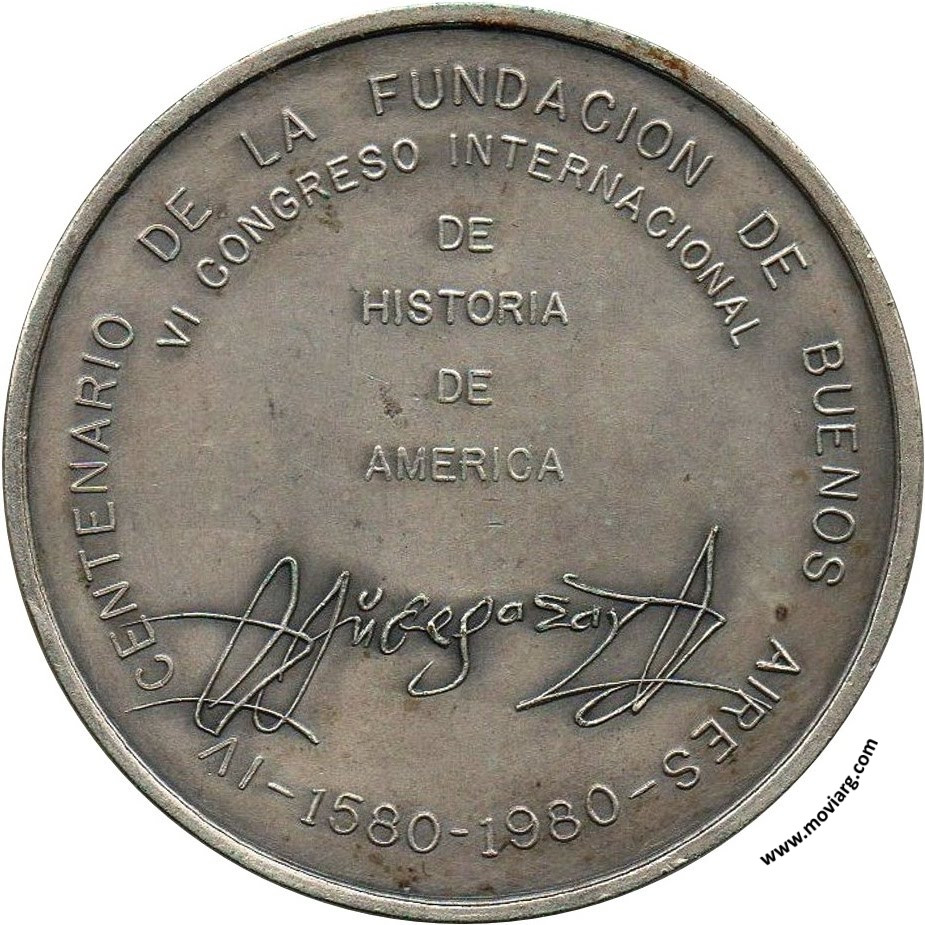 IV CENTENARIO DE LA FUNDACION DE BUENOS AIRES - 1580-1980 -
VI CONGRESO INTERNACIONAL
DE
HISTORIA
DE
AMERICA
www.moviarg.com